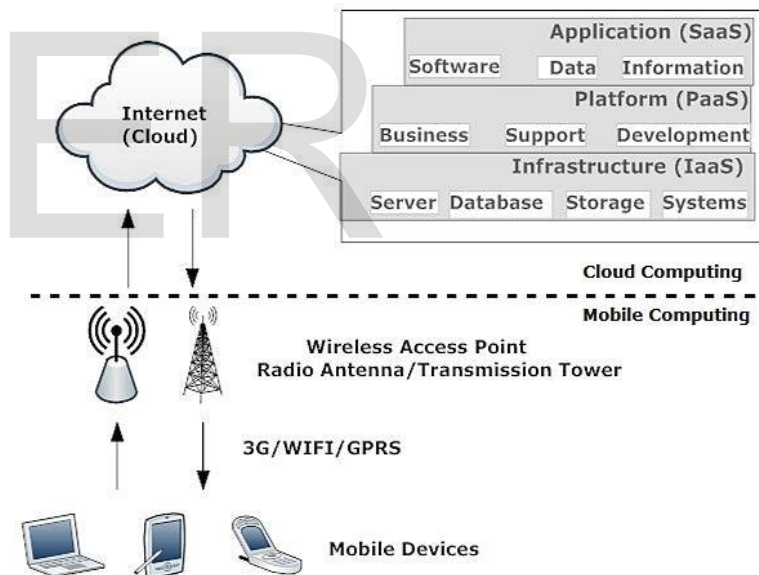 ER
Application (SaaS)
Software Data Information
Internet
(Cloud)
Platform (PaaS)
Business Support Development
Infrastructure (IaaS)
Server Database Storage Systems
Cloud Computing
Mobile Computing
Wireless Access Point
Radio Antenna/Transmission Tower
3G/WIFI/GPRS
Mobile Devices